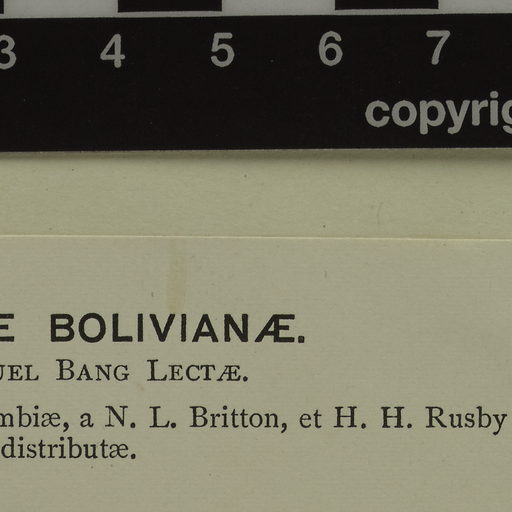 3 4 5 6 7
copyrig
E BOLIVIANÆ.
UEL BANG LECTÆ.
mbiæ, a N. L. Britton, et H. H. Rusby
distributæ.